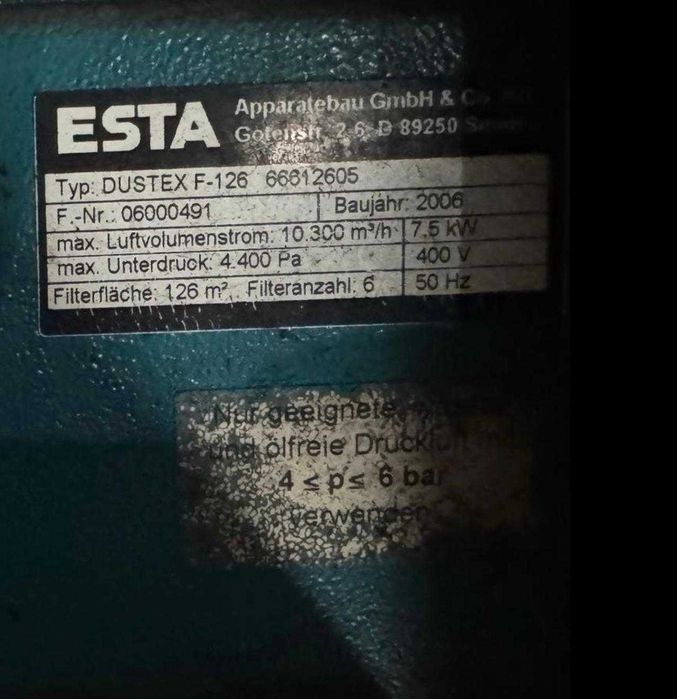 ESTA
Apparatebau GmbH & Co.
Gotenstr. 2-6 D 89250
Typ: DUSTEX F-126 66612605
F.-Nr.: 06000491 Baujahr: 2006
max. Luftvolumenstrom: 10.300 m³/h 7.5 kW
max. Unterdruck: 4.400 Pa 400 V
Filterfläche: 126 m² Filteranzahl: 6 50 Hz
Nur geeignete
und ölfreie Druckluft
4 ≤ p ≤ 6 bar
verwenden